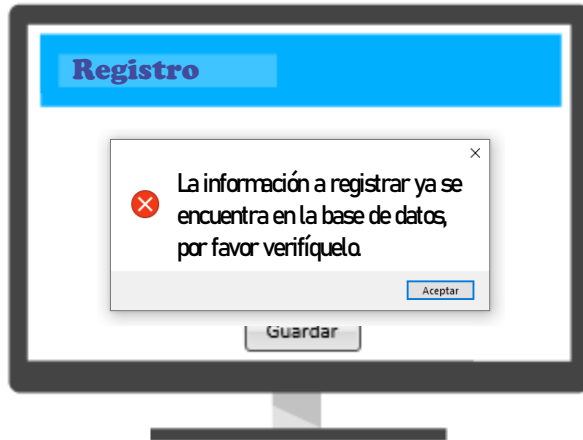 Registro
La información a registrar ya se
encuentra en la base de datos,
por favor verifíquelo.
Aceptar
Guardar